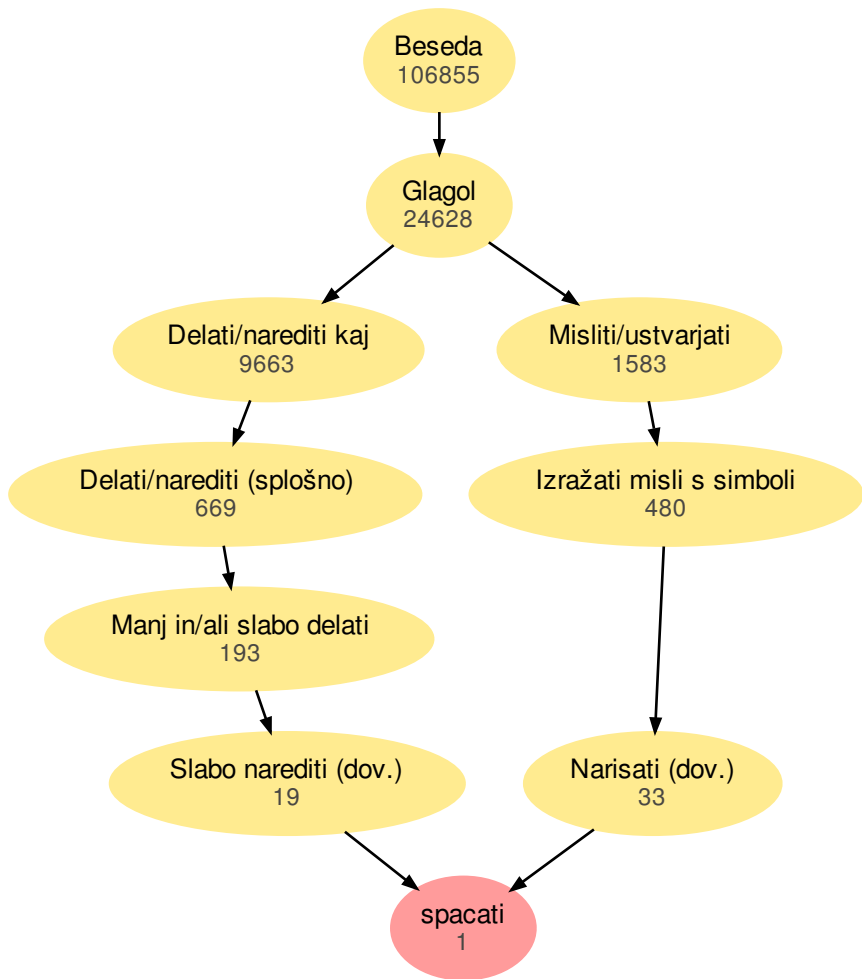 Beseda
106855
Glagol
24628
Delati/narediti kaj
9663
Misliti/ustvarjati
1583
Delati/narediti (splošno)
669
Izražati misli s simboli
480
Manj in/ali slabo delati
193
Slabo narediti (dov.)
19
Narisati (dov.)
33
spacati
1